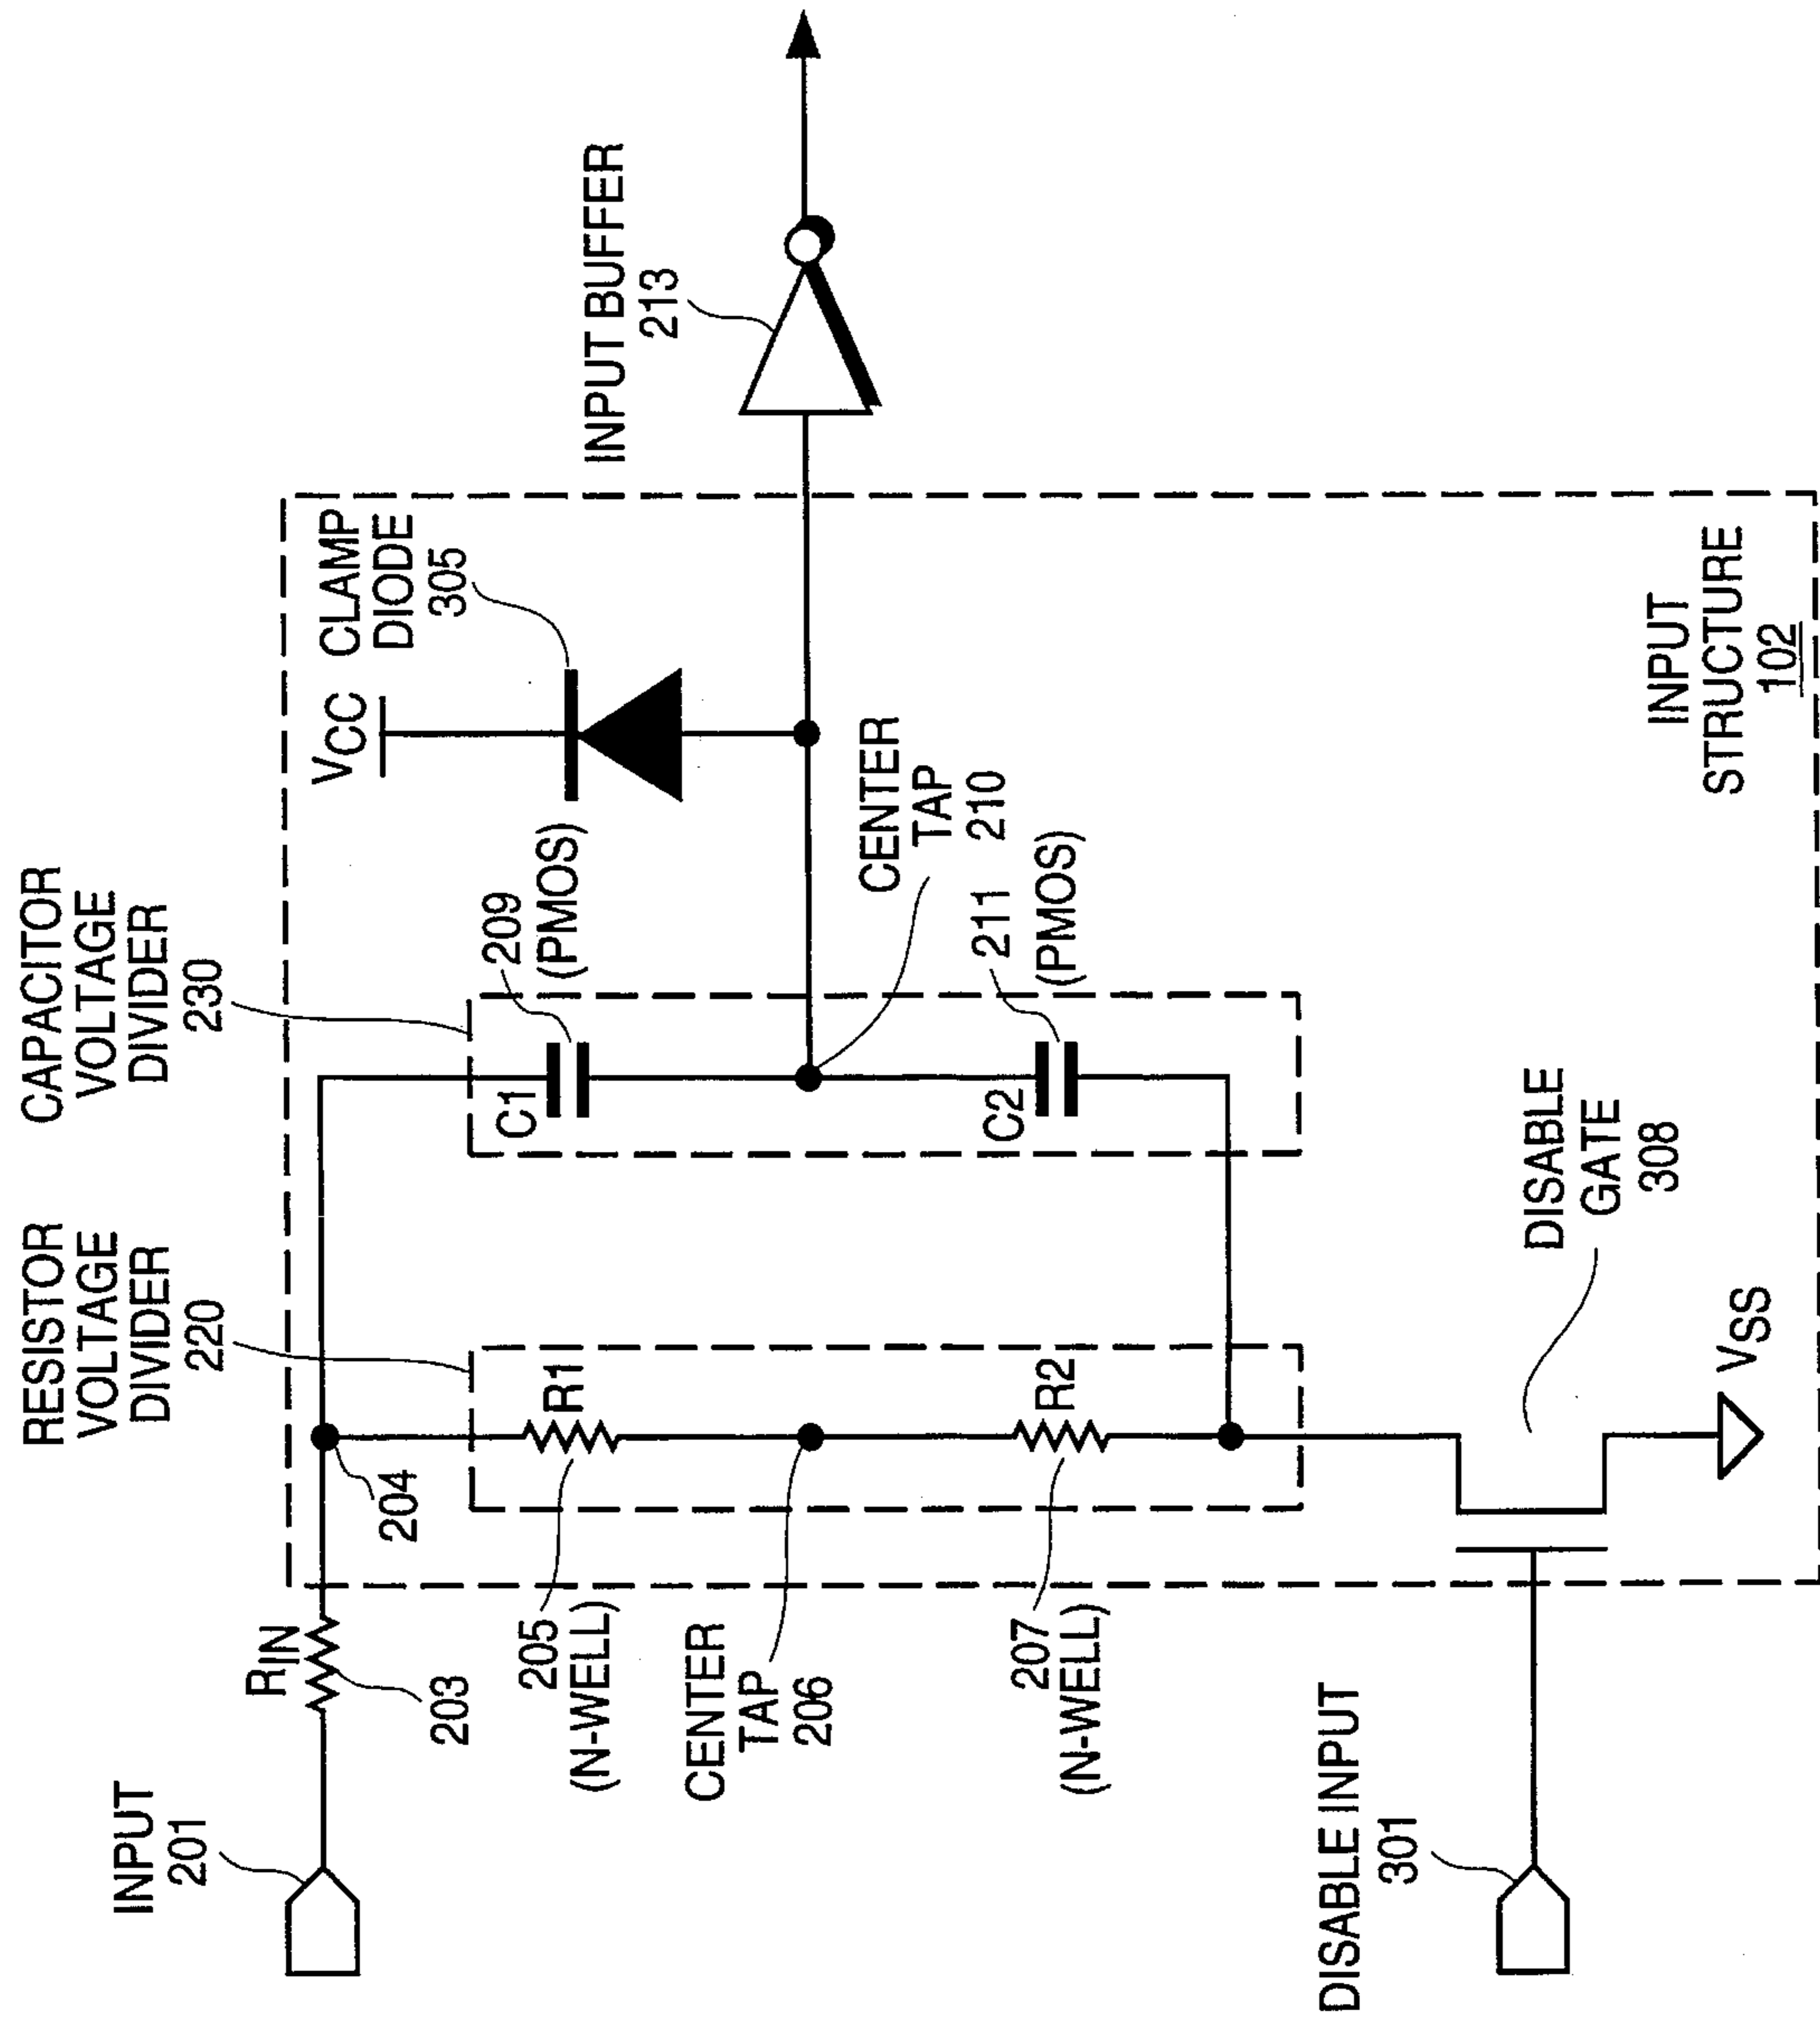 RESISTOR
VOLTAGE
DIVIDER
220
CAPACITOR
VOLTAGE
DIVIDER
230
INPUT
201
RIN
203
204
R1
205
(N-WELL)
CENTER
TAP
206
R2
207
(N-WELL)
C1
209
(PMOS)
C2
211
(PMOS)
CENTER
TAP
210
VCC
CLAMP
DIODE
305
INPUT BUFFER
213
DISABLE INPUT
301
DISABLE
GATE
308
VSS
INPUT
STRUCTURE
102